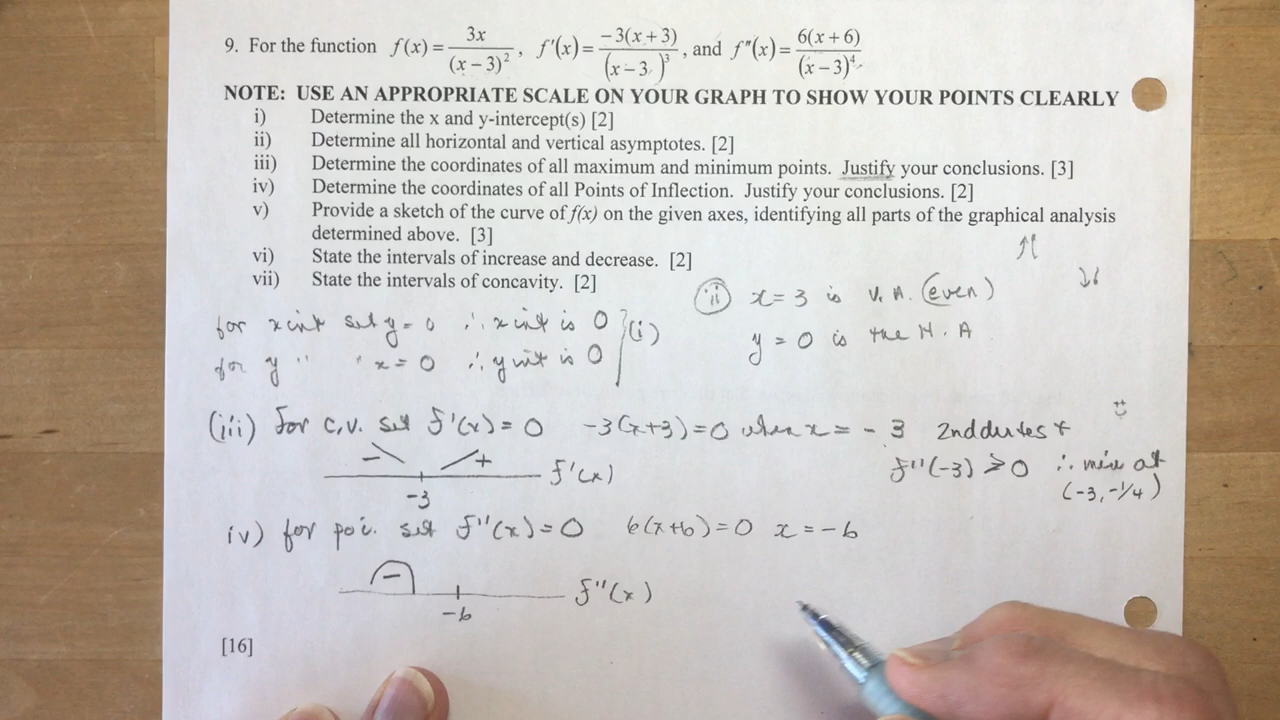 9. For the function f(x) = 3x/(x – 3)², f'(x) = –3(x + 3)/(x – 3)³, and f"(x) = 6(x + 6)/(x – 3)⁴
NOTE: USE AN APPROPRIATE SCALE ON YOUR GRAPH TO SHOW YOUR POINTS CLEARLY
i) Determine the x and y-intercept(s) [2]
ii) Determine all horizontal and vertical asymptotes. [2]
iii) Determine the coordinates of all maximum and minimum points. Justify your conclusions. [3]
iv) Determine the coordinates of all Points of Inflection. Justify your conclusions. [2]
v) Provide a sketch of the curve of f(x) on the given axes, identifying all parts of the graphical analysis
determined above. [3]
vi) State the intervals of increase and decrease. [2]
vii) State the intervals of concavity. [2]
for x int set y = 0 ∴ x int is 0 } (i)
for y " " x = 0 ∴ y int is 0
(ii) x = 3 is V.A. (even)
y = 0 is the H.A
(iii) for c.v. set f'(x) = 0 -3(x+3) = 0 when x = -3 2nd du test
f''(-3) > 0 ∴ min at
(-3, -1/4)
- + f'(x)
-3
iv) for poi. set f''(x) = 0 6(x+6) = 0 x = -6
- f''(x)
-6
[16]